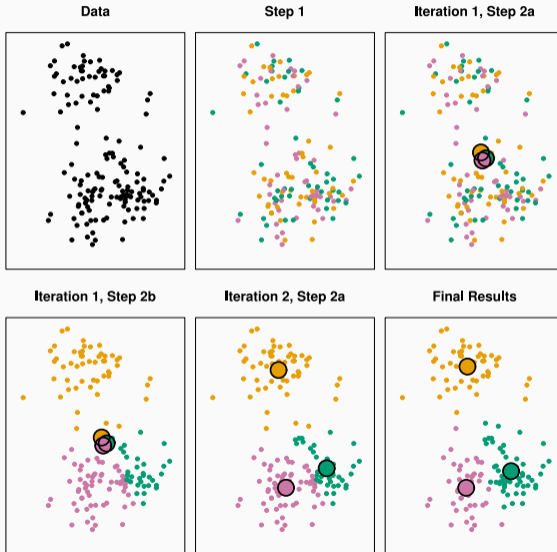 Data
Step 1
Iteration 1, Step 2a
Iteration 1, Step 2b
Iteration 2, Step 2a
Final Results